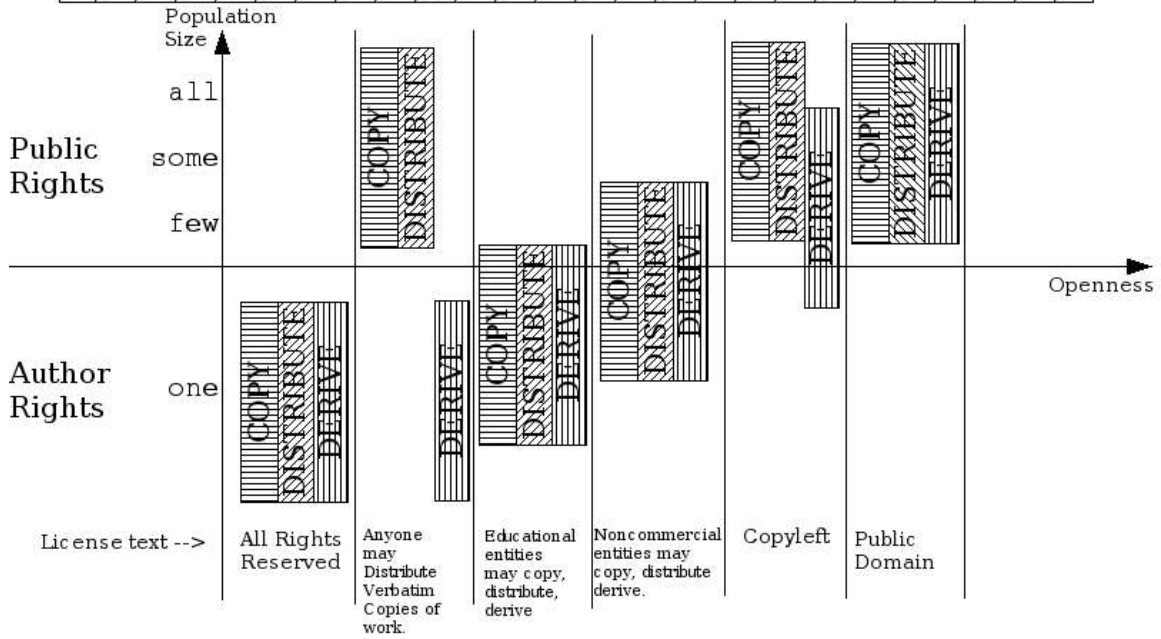 Population
Size
all
some
few
Public
Rights
Openness
Author
Rights
one
COPY
DISTRIBUTE
DERIVE
COPY
DISTRIBUTE
DERIVE
COPY
DISTRIBUTE
DERIVE
COPY
DISTRIBUTE
DERIVE
COPY
DISTRIBUTE
DERIVE
COPY
DISTRIBUTE
DERIVE
License text -->
All Rights
Reserved
Anyone
may
Distribute
Verbatim
Copies of
work.
Educational
entities
may copy,
distribute,
derive
Noncommercial
entities may
copy, distribute
derive.
Copyleft
Public
Domain